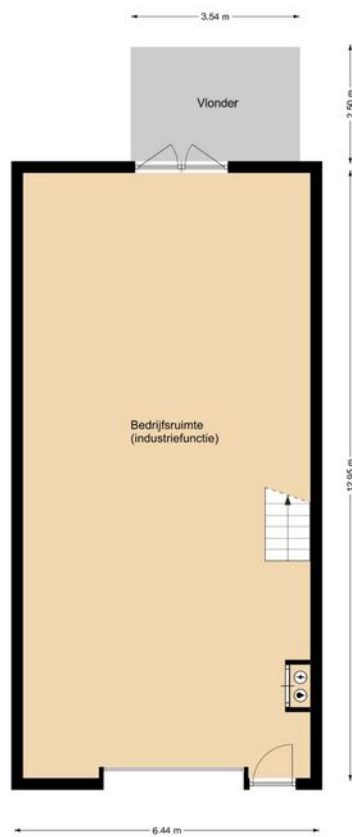 3.54 m
Vlonder
2.50 m
Bedrijfsruimte
(industriefunctie)
12.95 m
6.44 m